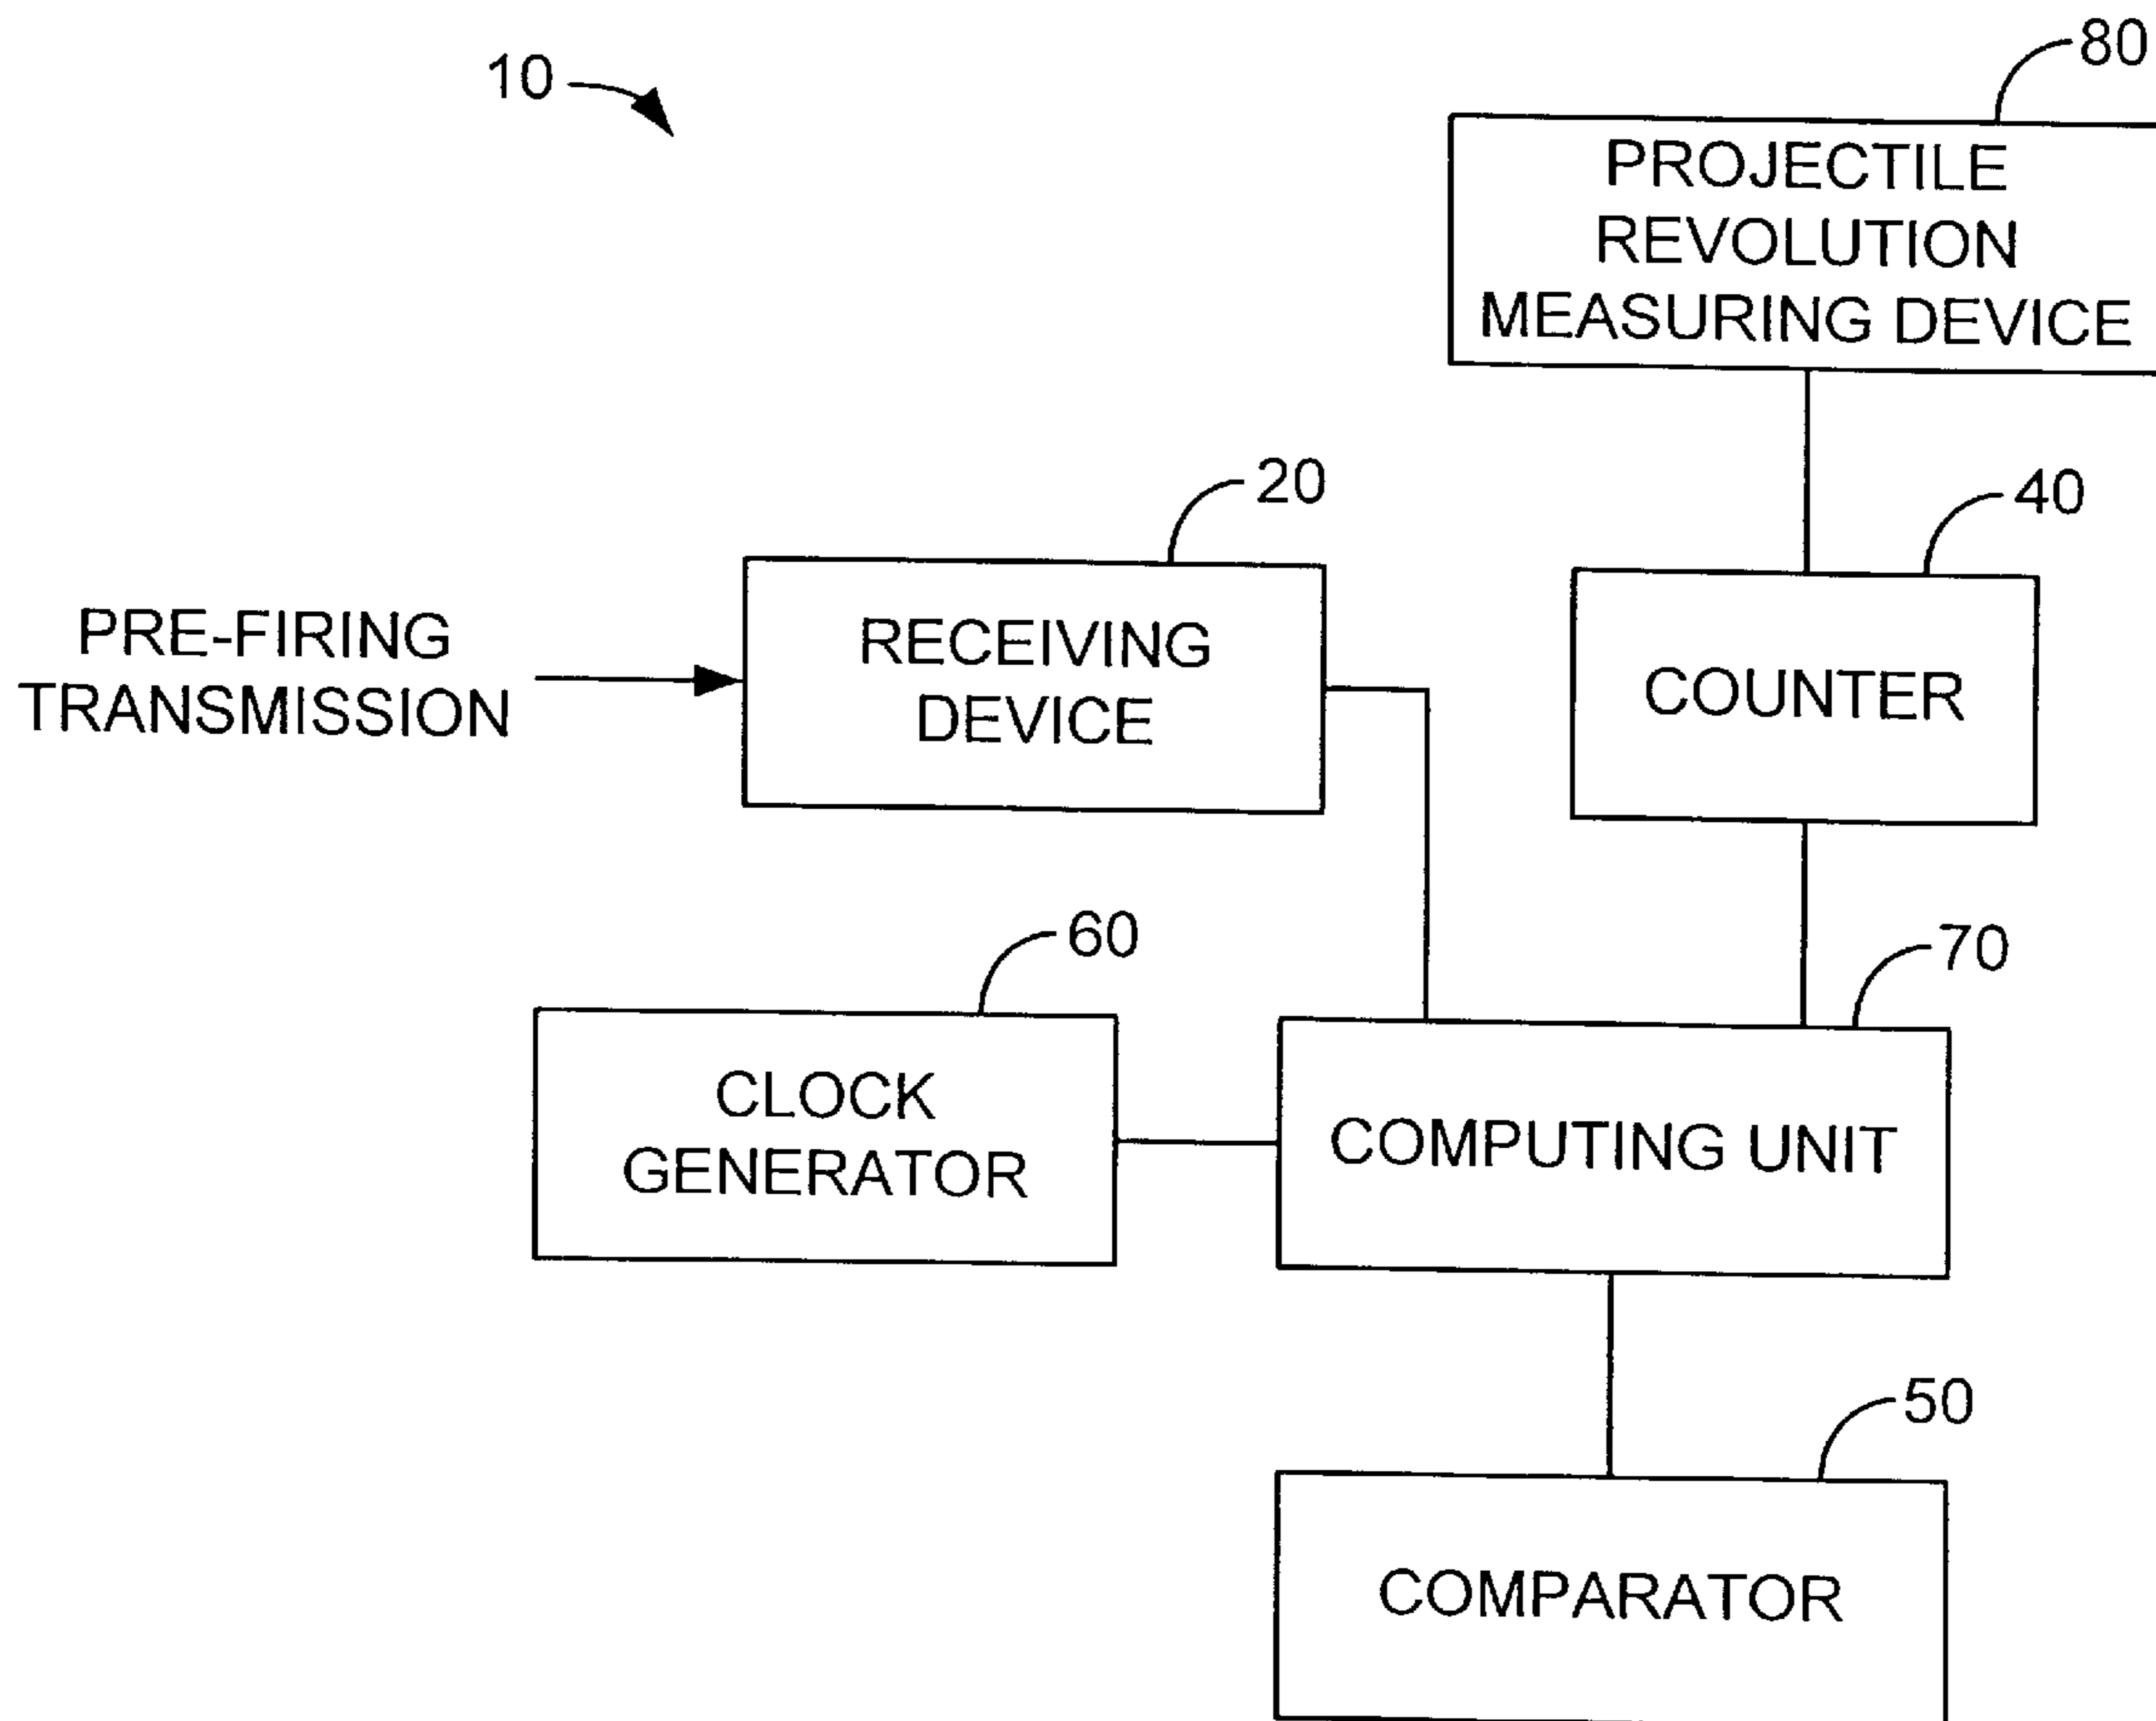 10
80
PROJECTILE
REVOLUTION
MEASURING DEVICE
20
40
PRE-FIRING
TRANSMISSION
RECEIVING
DEVICE
COUNTER
60
70
CLOCK
GENERATOR
COMPUTING UNIT
50
COMPARATOR